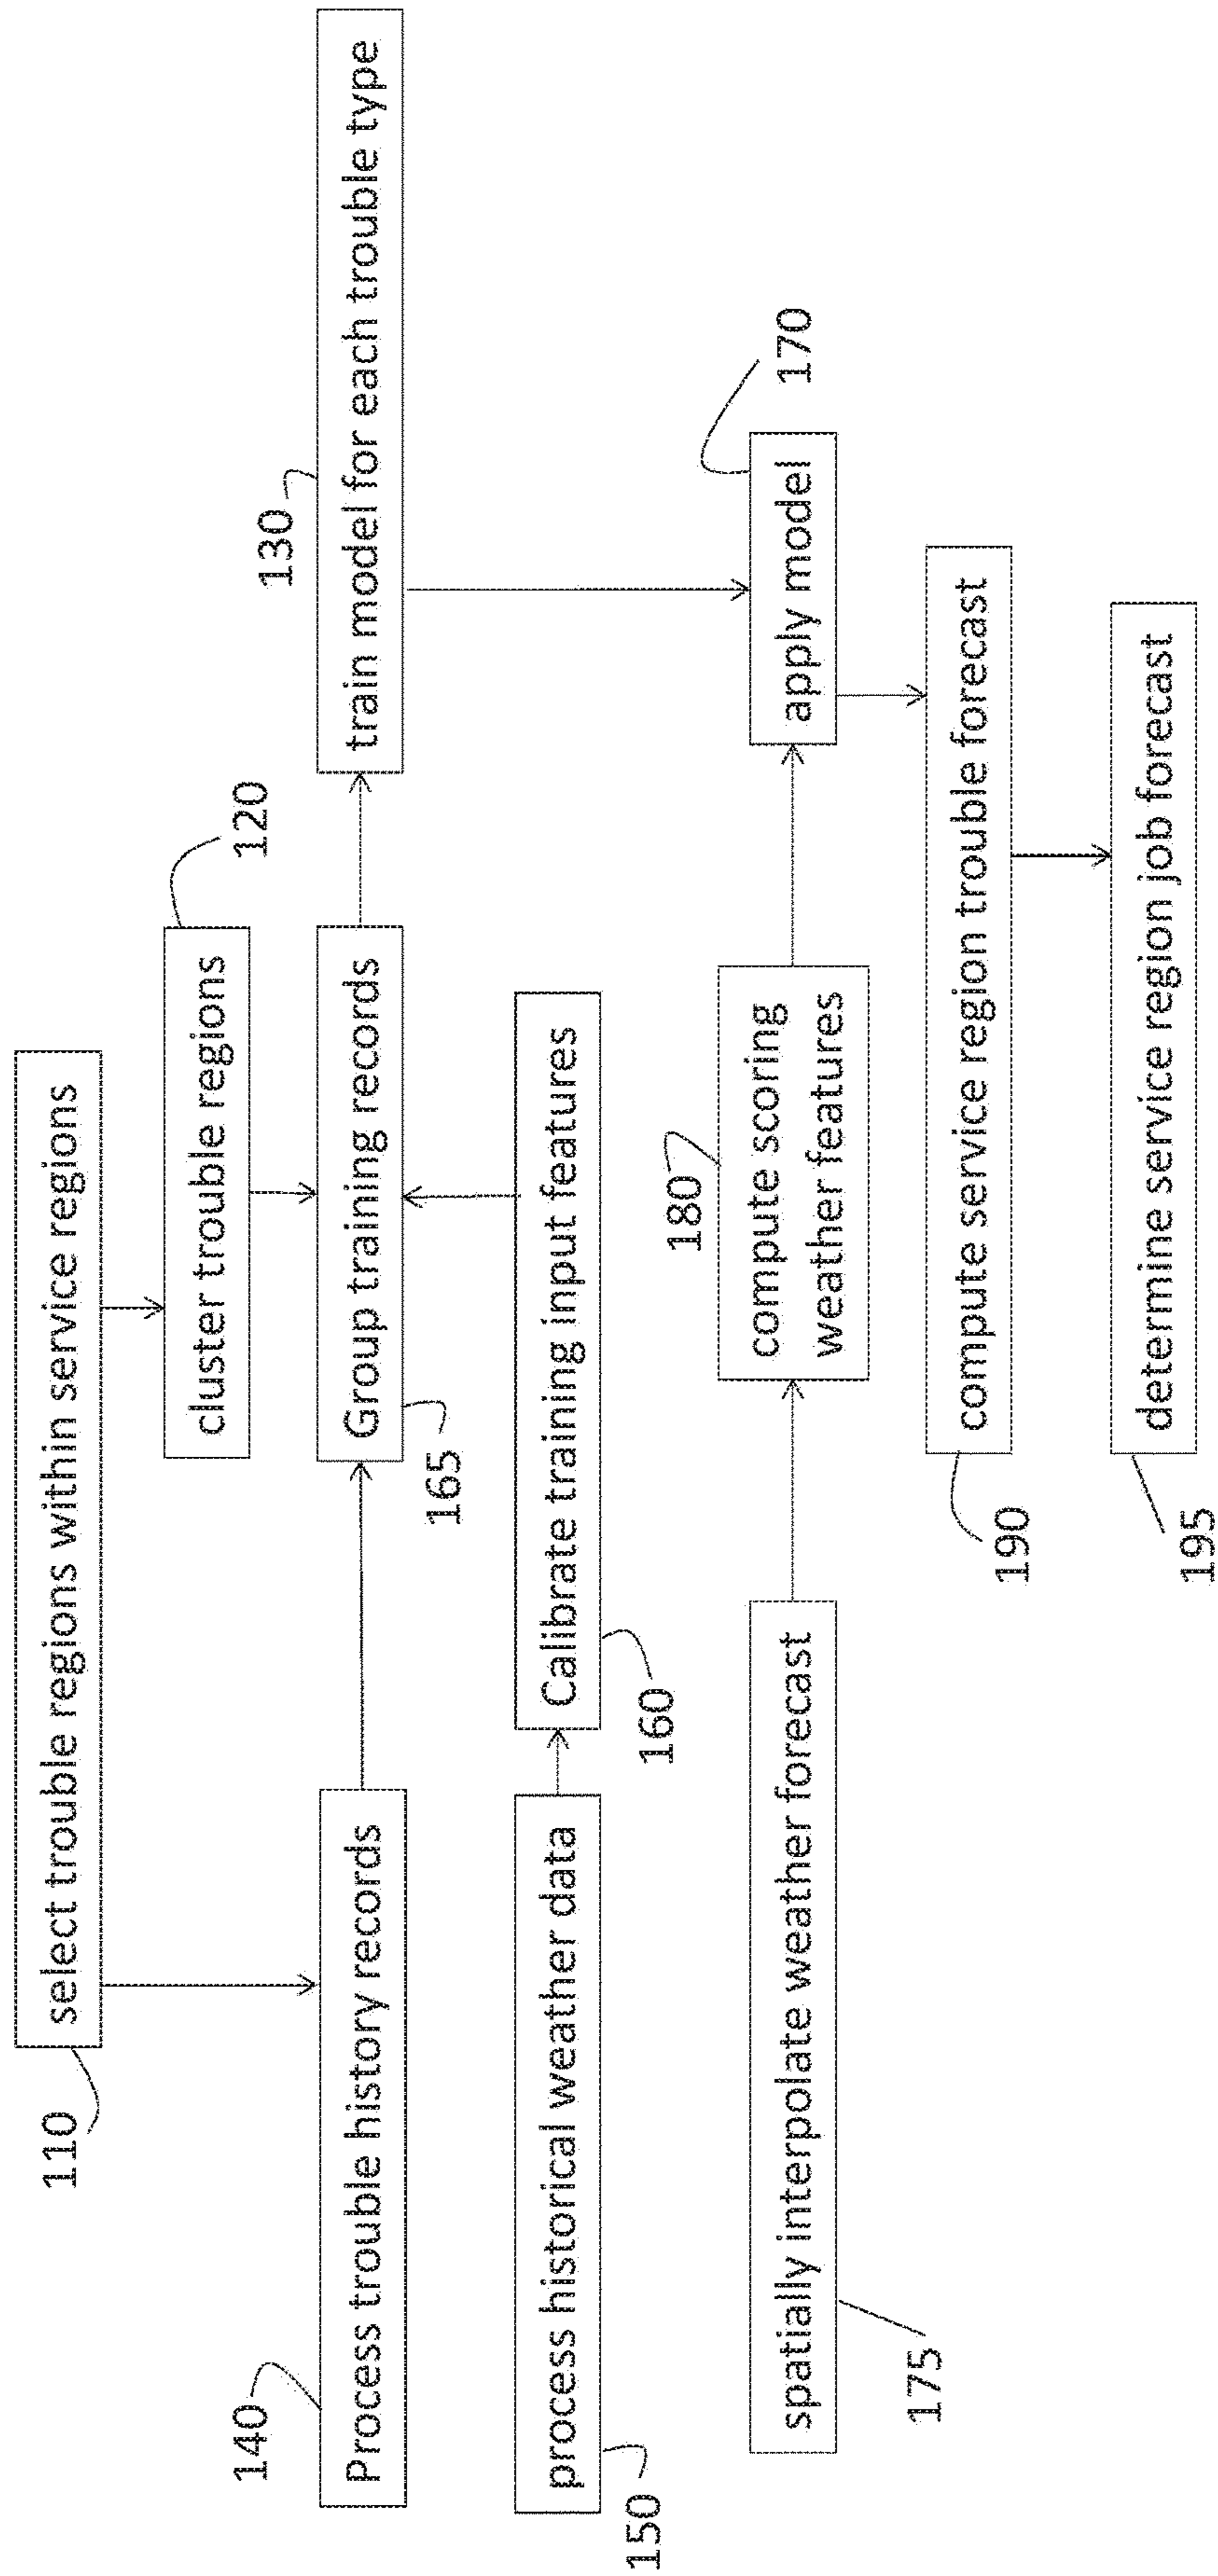 110
select trouble regions within service regions
120
cluster trouble regions
130
train model for each trouble type
140
Process trouble history records
Group training records
165
150
process historical weather data
160
Calibrate training input features
170
apply model
175
spatially interpolate weather forecast
180
compute scoring
weather features
190
compute service region trouble forecast
195
determine service region job forecast